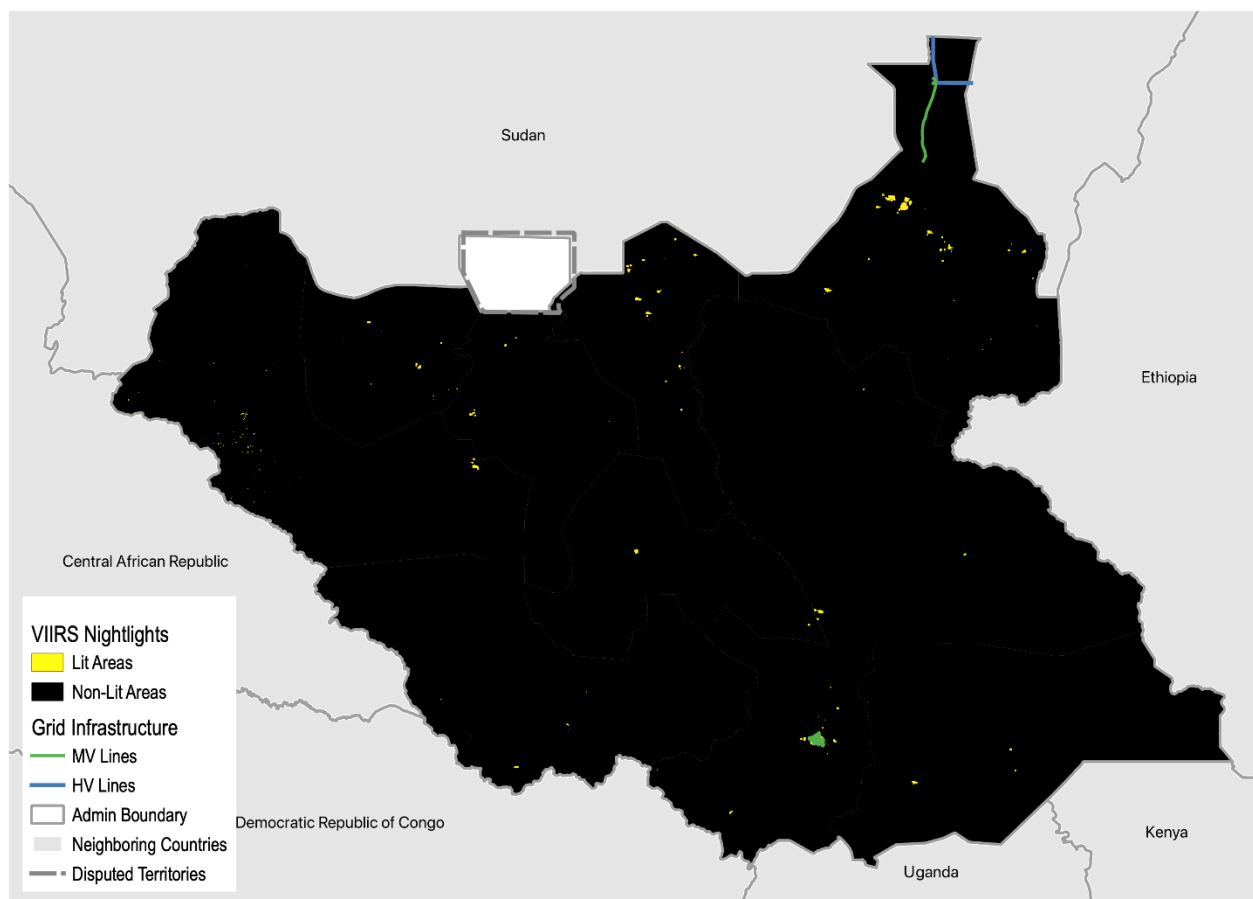 Sudan
Ethiopia
Central African Republic
VIIRS Nightlights
Lit Areas
Non-Lit Areas
Grid Infrastructure
MV Lines
HV Lines
Admin Boundary
Neighboring Countries
Disputed Territories
Democratic Republic of Congo
Kenya
Uganda